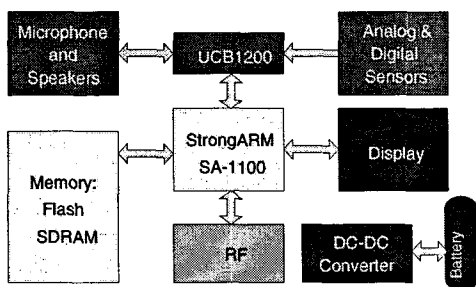 Microphone
and
Speakers
UCB1200
Analog &
Digital
Sensors
StrongARM
SA-1100
Memory:
Flash
SDRAM
Display
RF
DC-DC
Converter
Battery